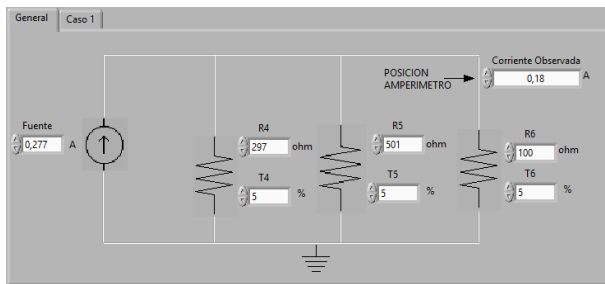 General Caso 1
Corriente Observada
POSICION
AMPERIMETRO
0,18 A
Fuente
0,277 A
R4
297 ohm
T4
5 %
R5
501 ohm
T5
5 %
R6
100 ohm
T6
5 %